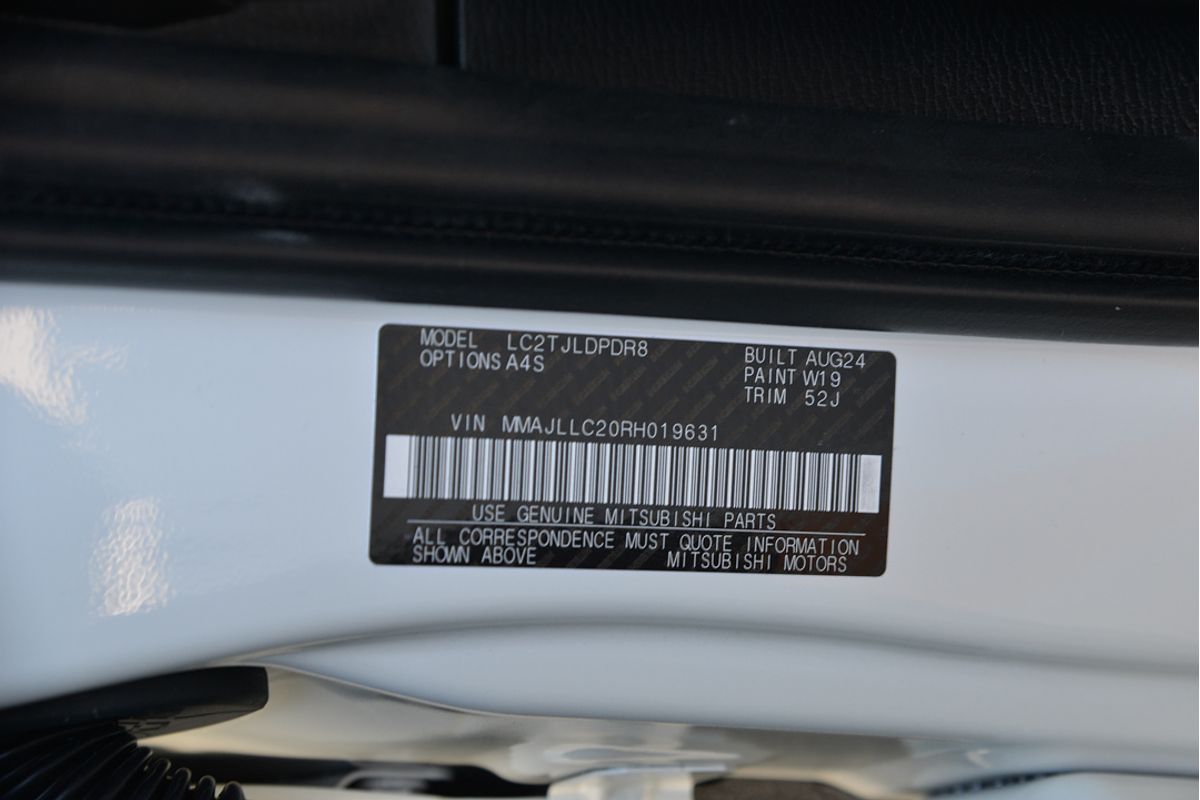 MODEL LC2TJLDPDR8
OPTIONS A4S
BUILT AUG24
PAINT W19
TRIM 52J
VIN MMAJLLC20RH019631
USE GENUINE MITSUBISHI PARTS
ALL CORRESPONDENCE MUST QUOTE INFORMATION
SHOWN ABOVE MITSUBISHI MOTORS